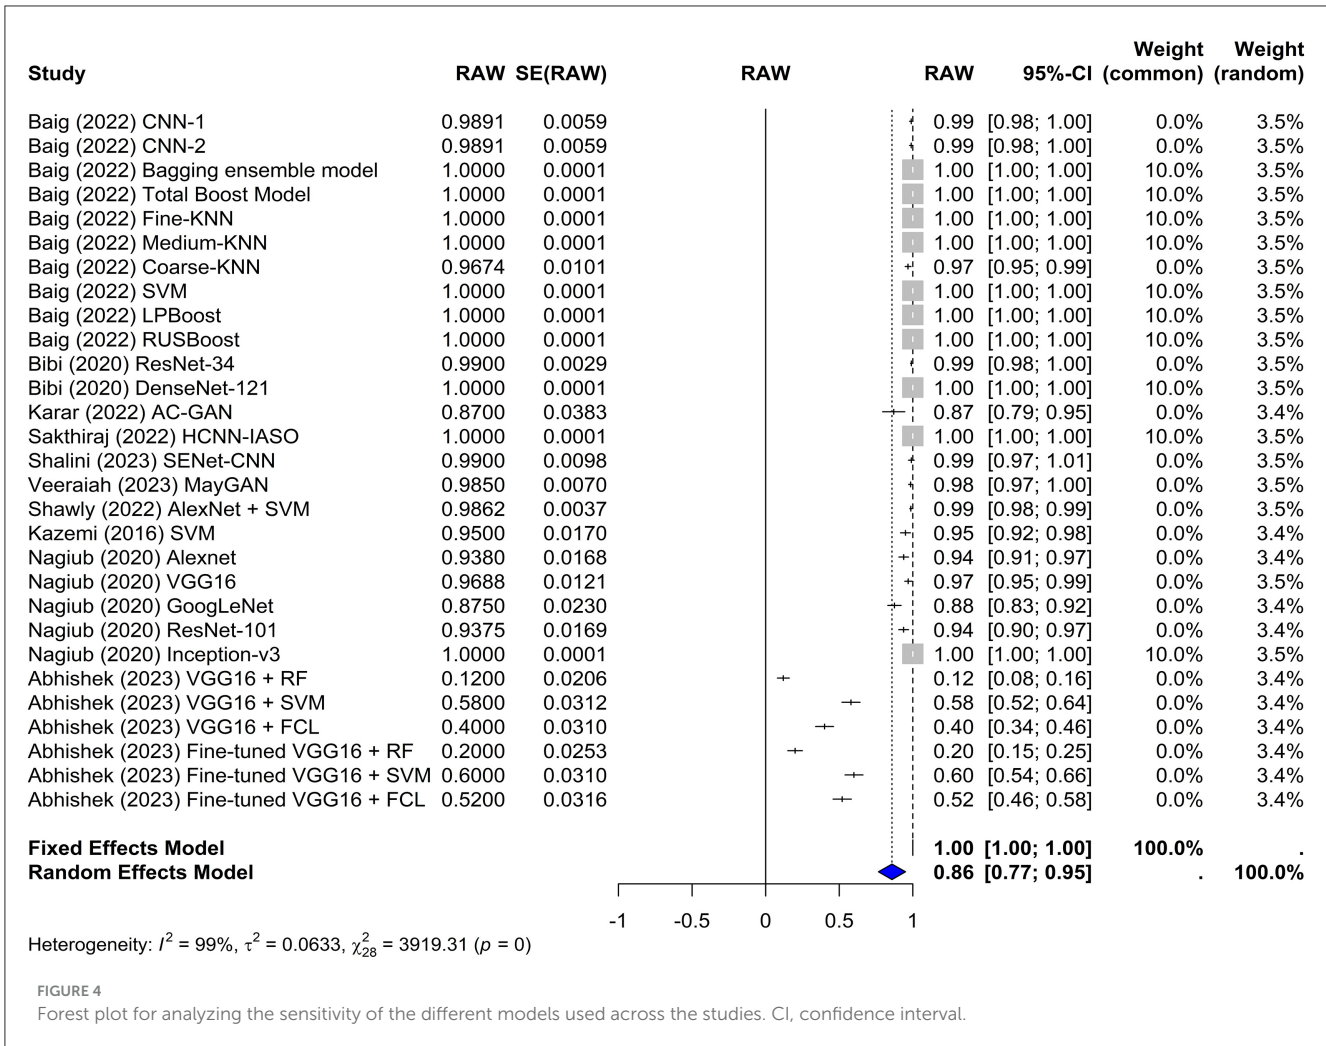 Weight Weight
Study RAW SE(RAW) RAW RAW 95%-CI (common) (random)
Baig (2022) CNN-1 0.9891 0.0059 0.99 [0.98; 1.00] 0.0% 3.5%
Baig (2022) CNN-2 0.9891 0.0059 0.99 [0.98; 1.00] 0.0% 3.5%
Baig (2022) Bagging ensemble model 1.0000 0.0001 1.00 [1.00; 1.00] 10.0% 3.5%
Baig (2022) Total Boost Model 1.0000 0.0001 1.00 [1.00; 1.00] 10.0% 3.5%
Baig (2022) Fine-KNN 1.0000 0.0001 1.00 [1.00; 1.00] 10.0% 3.5%
Baig (2022) Medium-KNN 1.0000 0.0001 1.00 [1.00; 1.00] 10.0% 3.5%
Baig (2022) Coarse-KNN 0.9674 0.0101 0.97 [0.95; 0.99] 0.0% 3.5%
Baig (2022) SVM 1.0000 0.0001 1.00 [1.00; 1.00] 10.0% 3.5%
Baig (2022) LPBoost 1.0000 0.0001 1.00 [1.00; 1.00] 10.0% 3.5%
Baig (2022) RUSBoost 1.0000 0.0001 1.00 [1.00; 1.00] 10.0% 3.5%
Bibi (2020) ResNet-34 0.9900 0.0029 0.99 [0.98; 1.00] 0.0% 3.5%
Bibi (2020) DenseNet-121 1.0000 0.0001 1.00 [1.00; 1.00] 10.0% 3.5%
Karar (2022) AC-GAN 0.8700 0.0383 0.87 [0.79; 0.95] 0.0% 3.4%
Sakthiraj (2022) HCNN-IASO 1.0000 0.0001 1.00 [1.00; 1.00] 10.0% 3.5%
Shalini (2023) SENet-CNN 0.9900 0.0098 0.99 [0.97; 1.01] 0.0% 3.5%
Veeraiah (2023) MayGAN 0.9850 0.0070 0.98 [0.97; 1.00] 0.0% 3.5%
Shawly (2022) AlexNet + SVM 0.9862 0.0037 0.99 [0.98; 0.99] 0.0% 3.5%
Kazemi (2016) SVM 0.9500 0.0170 0.95 [0.92; 0.98] 0.0% 3.4%
Nagiub (2020) Alexnet 0.9380 0.0168 0.94 [0.91; 0.97] 0.0% 3.4%
Nagiub (2020) VGG16 0.9688 0.0121 0.97 [0.95; 0.99] 0.0% 3.5%
Nagiub (2020) GoogLeNet 0.8750 0.0230 0.88 [0.83; 0.92] 0.0% 3.4%
Nagiub (2020) ResNet-101 0.9375 0.0169 0.94 [0.90; 0.97] 0.0% 3.4%
Nagiub (2020) Inception-v3 1.0000 0.0001 1.00 [1.00; 1.00] 10.0% 3.5%
Abhishek (2023) VGG16 + RF 0.1200 0.0206 0.12 [0.08; 0.16] 0.0% 3.4%
Abhishek (2023) VGG16 + SVM 0.5800 0.0312 0.58 [0.52; 0.64] 0.0% 3.4%
Abhishek (2023) VGG16 + FCL 0.4000 0.0310 0.40 [0.34; 0.46] 0.0% 3.4%
Abhishek (2023) Fine-tuned VGG16 + RF 0.2000 0.0253 0.20 [0.15; 0.25] 0.0% 3.4%
Abhishek (2023) Fine-tuned VGG16 + SVM 0.6000 0.0310 0.60 [0.54; 0.66] 0.0% 3.4%
Abhishek (2023) Fine-tuned VGG16 + FCL 0.5200 0.0316 0.52 [0.46; 0.58] 0.0% 3.4%
Fixed Effects Model 1.00 [1.00; 1.00] 100.0% .
Random Effects Model 0.86 [0.77; 0.95] . 100.0%
-1 -0.5 0 0.5 1
Heterogeneity: I² = 99%, τ² = 0.0633, χ²₂₈ = 3919.31 (p = 0)
FIGURE 4
Forest plot for analyzing the sensitivity of the different models used across the studies. CI, confidence interval.